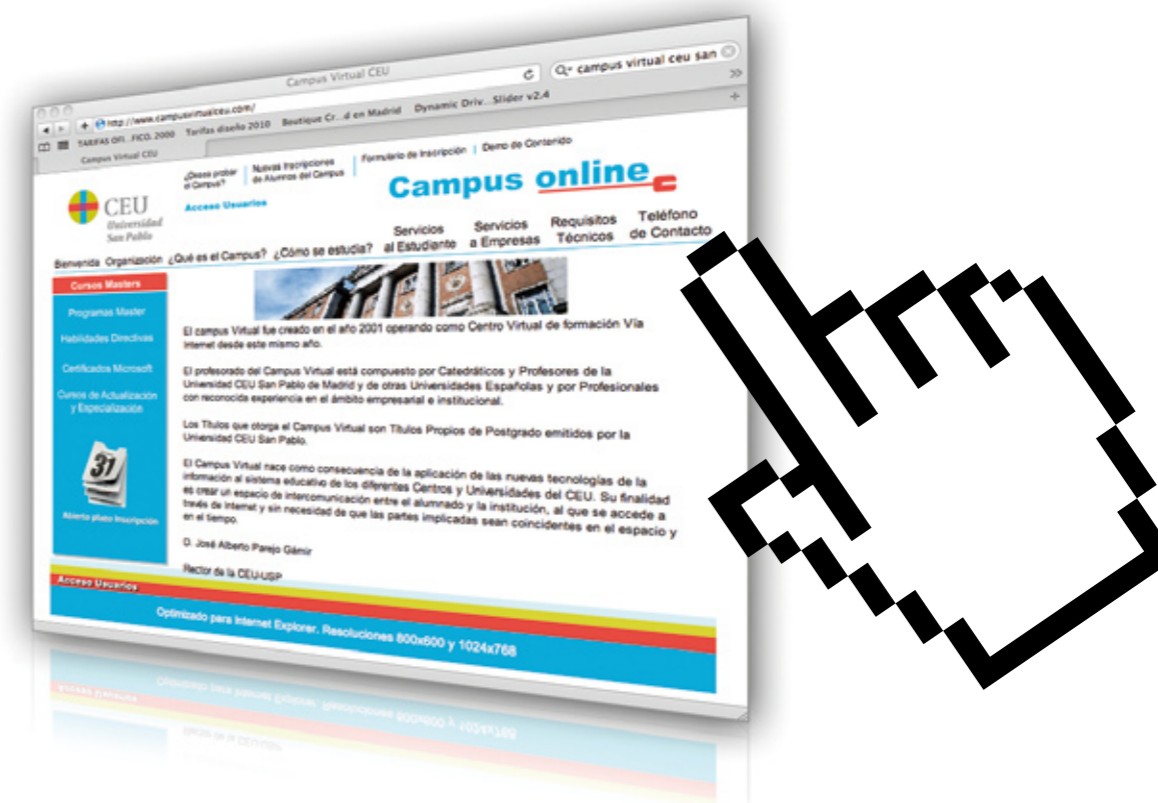 Campus Virtual CEU
http://www.campusvirtualceu.com/
campus virtual ceu san
TARIFAS OFI...FICO. 2000 Tarifas diseño 2010 Boutique Cr...d en Madrid Dynamic Driv...Slider v2.4
Campus Virtual CEU
¿Desea probar
el Campus?
Nuevas Inscripciones
de Alumnos del Campus
Formulario de Inscripción
Demo de Contenido
Acceso Usuarios
Campus online
CEU
Universidad
San Pablo
Bienvenida Organización ¿Qué es el Campus? ¿Cómo se estudia?
Servicios
al Estudiante
Servicios
a Empresas
Requisitos
Técnicos
Teléfono
de Contacto
Cursos Masters
Programas Master
Habilidades Directivas
Certificados Microsoft
Cursos de Actualización
y Especialización
31
Abierto plazo Inscripción
El campus Virtual fue creado en el año 2001 operando como Centro Virtual de formación Vía
Internet desde este mismo año.
El profesorado del Campus Virtual está compuesto por Catedráticos y Profesores de la
Universidad CEU San Pablo de Madrid y de otras Universidades Españolas y por Profesionales
con reconocida experiencia en el ámbito empresarial e institucional.
Los Títulos que otorga el Campus Virtual son Títulos Propios de Postgrado emitidos por la
Universidad CEU San Pablo.
El Campus Virtual nace como consecuencia de la aplicación de las nuevas tecnologías de la
información al sistema educativo de los diferentes Centros y Universidades del CEU. Su finalidad
es crear un espacio de intercomunicación entre el alumnado y la institución, al que se accede a
través de Internet y sin necesidad de que las partes implicadas sean coincidentes en el espacio y
en el tiempo.
D. José Alberto Parejo Gámir
Rector de la CEU-USP
Acceso Usuarios
Optimizado para Internet Explorer. Resoluciones 800x600 y 1024x768